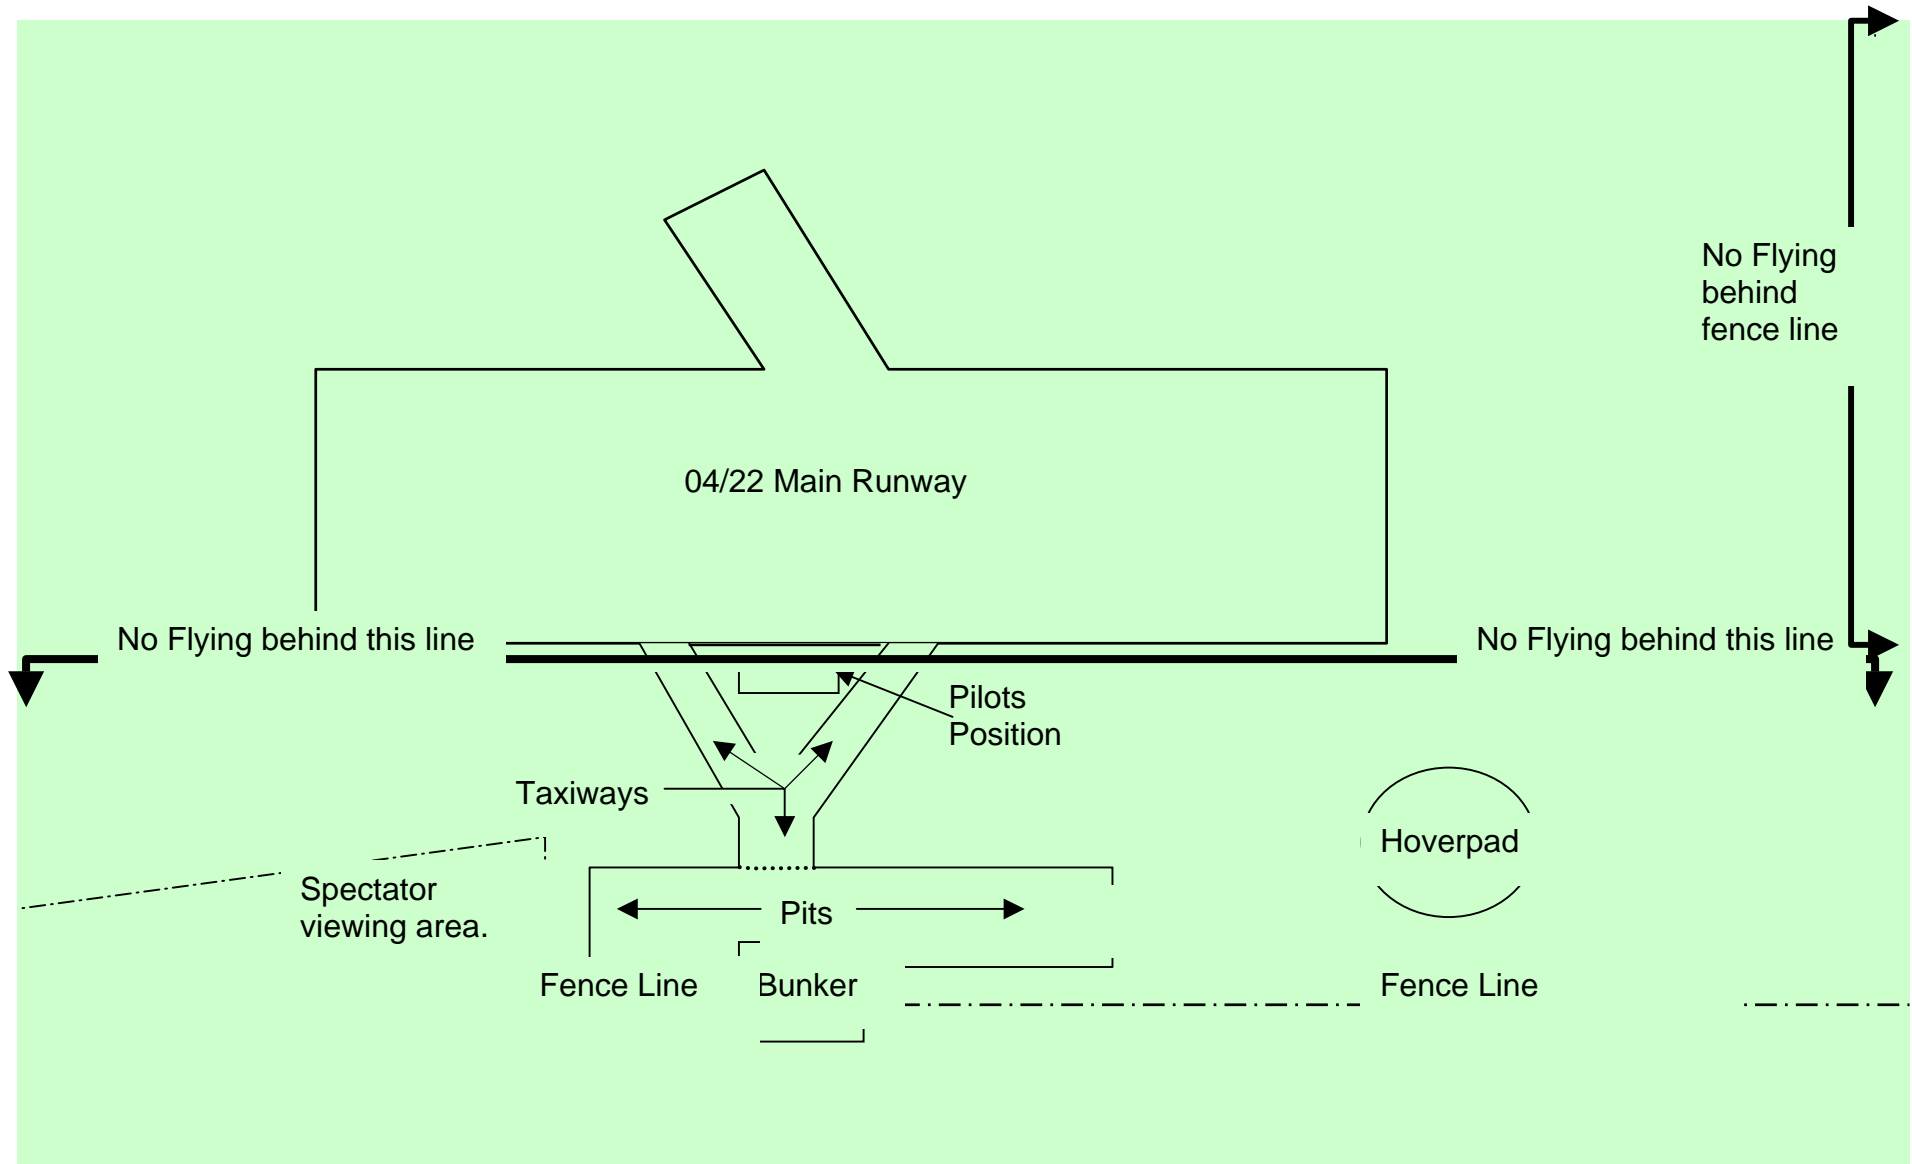 No Flying
behind
fence line
04/22 Main Runway
No Flying behind this line
No Flying behind this line
Pilots
Position
Taxiways
Hoverpad
Spectator
viewing area.
Pits
Fence Line
Bunker
Fence Line